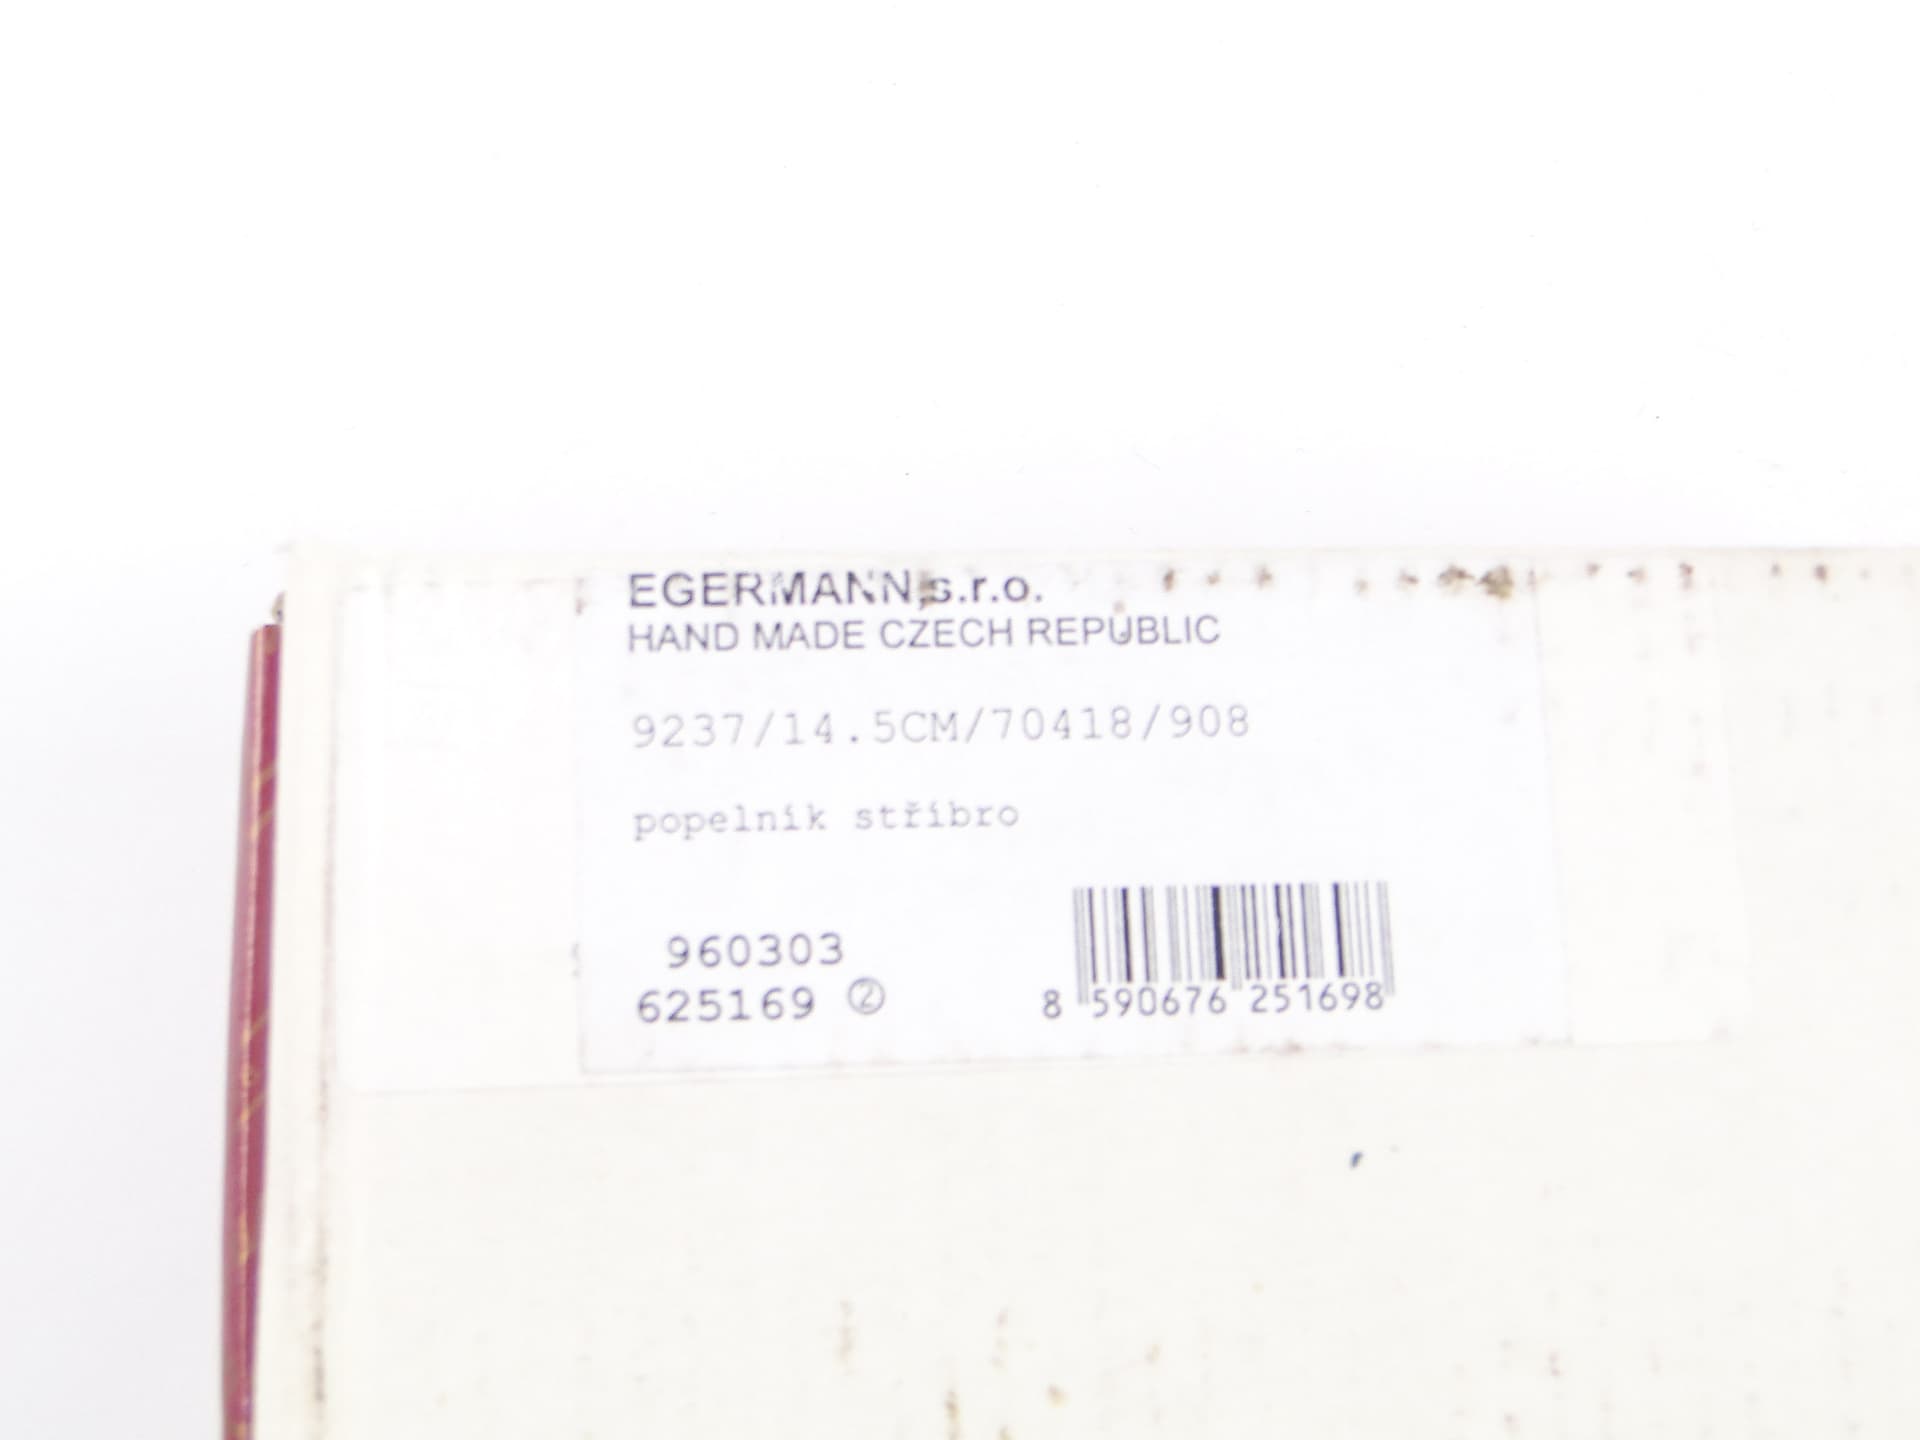 EGERMANN,s.r.o.
HAND MADE CZECH REPUBLIC
9237/14.5CM/70418/908
popelník stříbro
960303
625169 ②
8 590676 251698